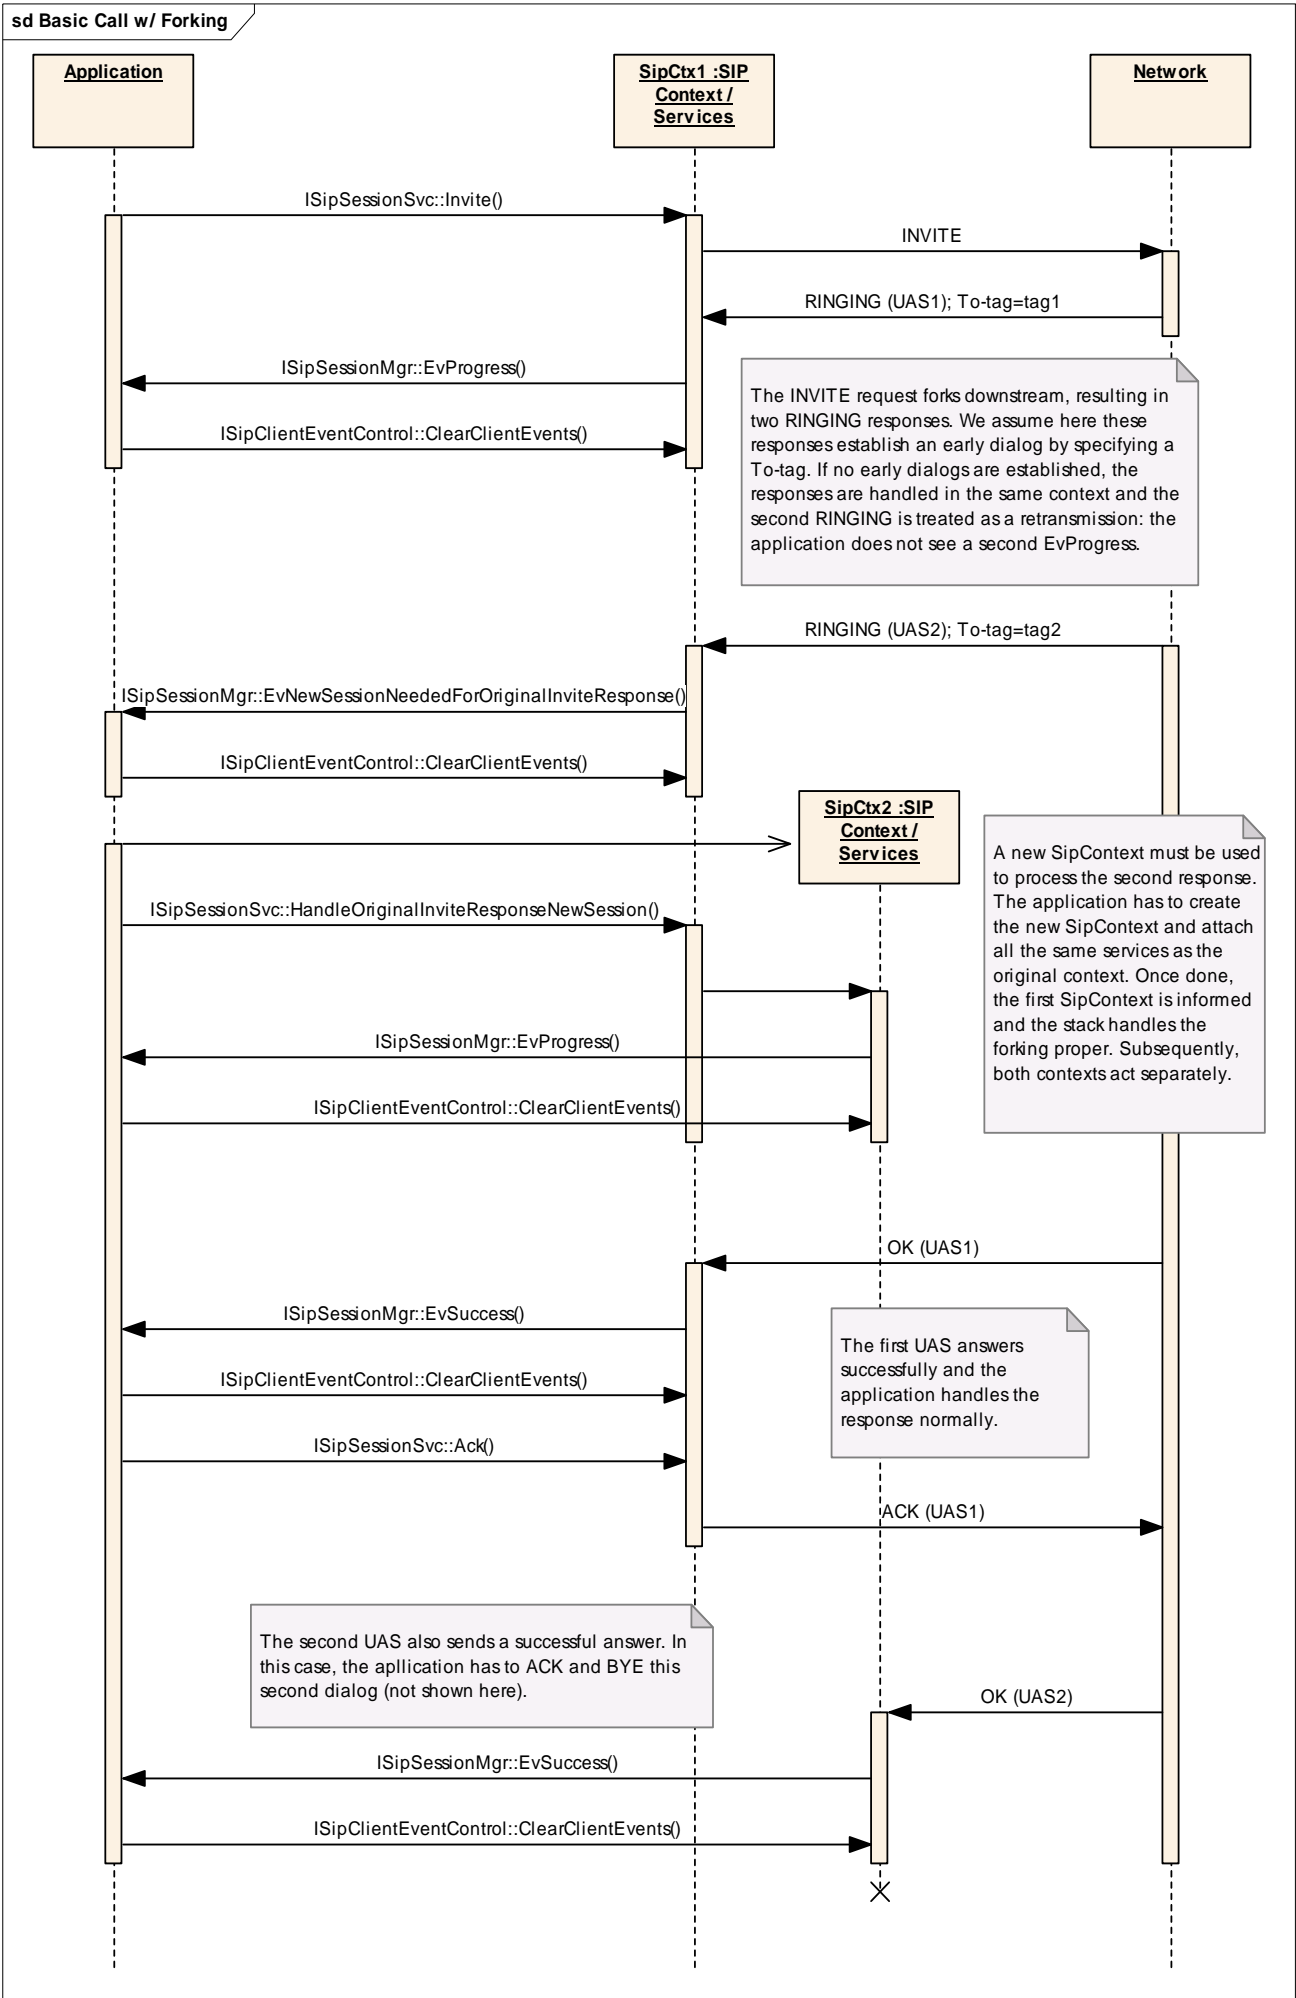 sd Basic Call w/ Forking
Application
SipCtx1 :SIP
Context /
Services
Network
ISipSessionSvc::Invite()
INVITE
RINGING (UAS1); To-tag=tag1
ISipSessionMgr::EvProgress()
The INVITE request forks downstream, resulting in
two RINGING responses. We assume here these
responses establish an early dialog by specifying a
To-tag. If no early dialogs are established, the
responses are handled in the same context and the
second RINGING is treated as a retransmission: the
application does not see a second EvProgress.
ISipClientEventControl::ClearClientEvents()
RINGING (UAS2); To-tag=tag2
ISipSessionMgr::EvNewSessionNeededForOriginalInviteResponse()
ISipClientEventControl::ClearClientEvents()
SipCtx2 :SIP
Context /
Services
A new SipContext must be used
to process the second response.
The application has to create
the new SipContext and attach
all the same services as the
original context. Once done,
the first SipContext is informed
and the stack handles the
forking proper. Subsequently,
both contexts act separately.
ISipSessionSvc::HandleOriginalInviteResponseNewSession()
ISipSessionMgr::EvProgress()
ISipClientEventControl::ClearClientEvents()
OK (UAS1)
ISipSessionMgr::EvSuccess()
The first UAS answers
successfully and the
application handles the
response normally.
ISipClientEventControl::ClearClientEvents()
ISipSessionSvc::Ack()
ACK (UAS1)
The second UAS also sends a successful answer. In
this case, the apllication has to ACK and BYE this
second dialog (not shown here).
OK (UAS2)
ISipSessionMgr::EvSuccess()
ISipClientEventControl::ClearClientEvents()